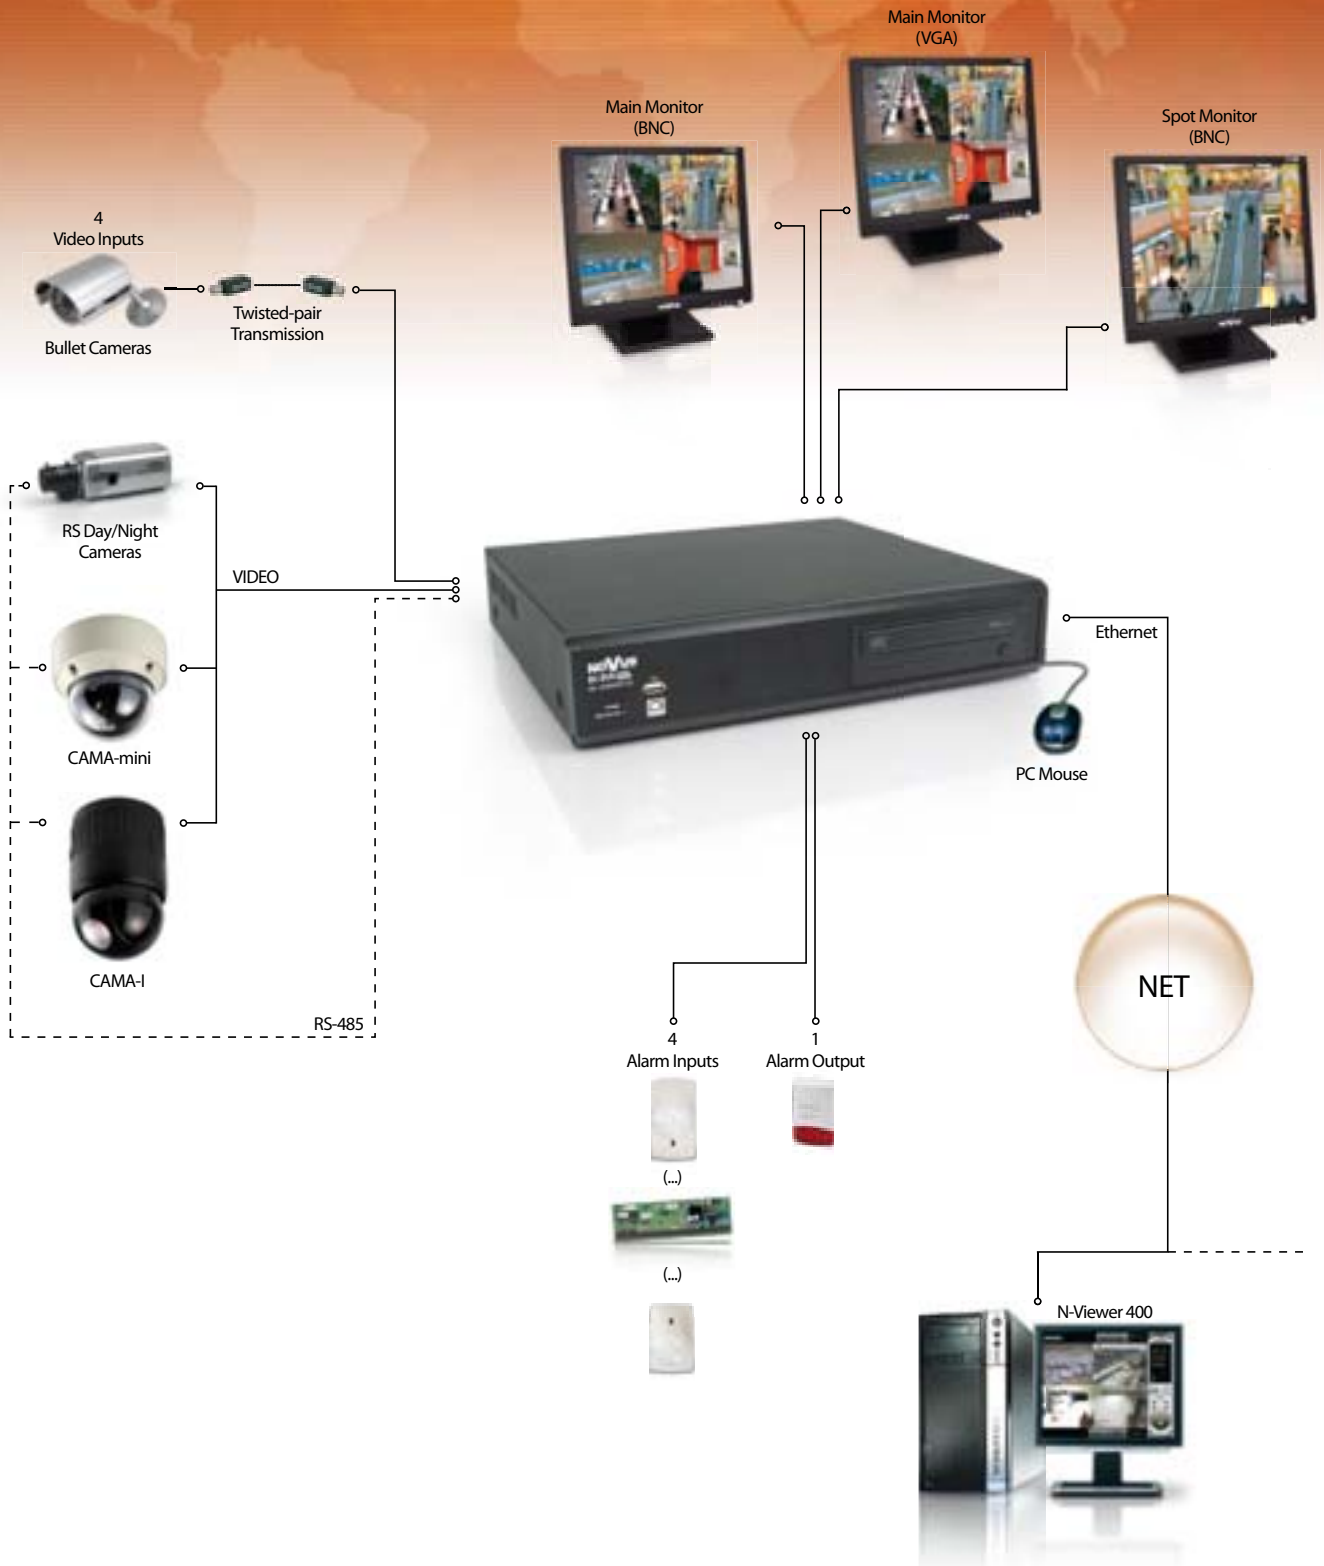 Main Monitor
(VGA)
Main Monitor
(BNC)
Spot Monitor
(BNC)
4
Video Inputs
Twisted-pair
Transmission
Bullet Cameras
RS Day/Night
Cameras
VIDEO
Ethernet
NOVUS
CAMA-mini
PC Mouse
CAMA-I
NET
RS-485
4
Alarm Inputs
1
Alarm Output
(...)
(...)
N-Viewer 400